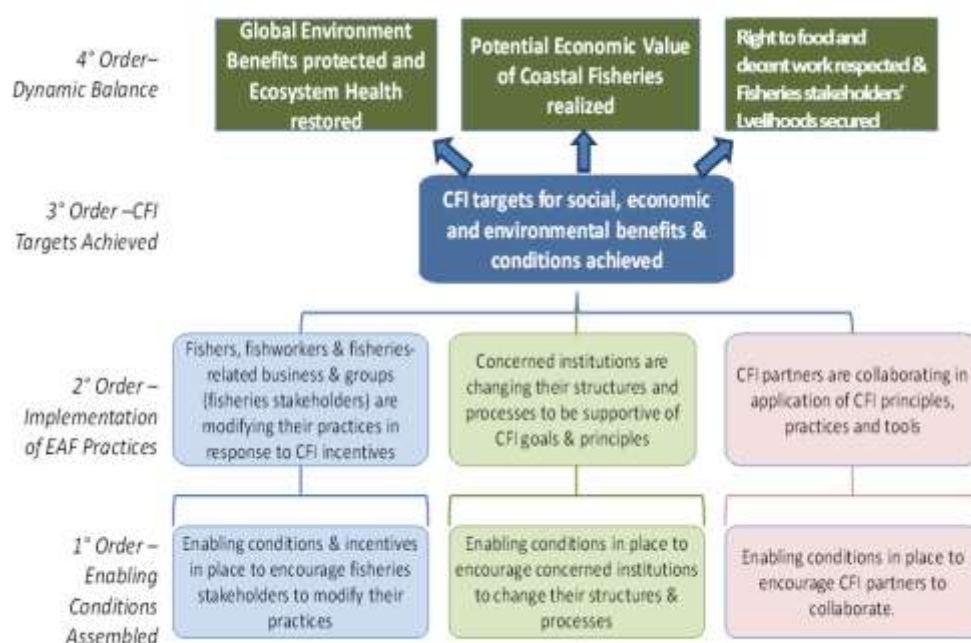 4° Order–
Dynamic Balance
Global Environment
Benefits protected and
Ecosystem Health
restored
Potential Economic Value
of Coastal Fisheries
realized
Right to food and
decent work respected &
Fisheries stakeholders'
Lvelihoods secured
3° Order –CFI
Targets Achieved
CFI targets for social, economic
and environmental benefits &
conditions achieved
2° Order –
Implementation
of EAF Practices
Fishers, fishworkers & fisheries-
related business & groups
(fisheries stakeholders) are
modifying their practices in
response to CFI incentives
Concerned institutions are
changing their structures and
processes to be supportive of
CFI goals & principles
CFI partners are collaborating in
application of CFI principles,
practices and tools
1° Order –
Enabling
Conditions
Assembled
Enabling conditions & incentives
in place to encourage fisheries
stakeholders to modify their
practices
Enabling conditions in place to
encourage concerned institutions
to change their structures &
processes
Enabling conditions in place to
encourage CFI partners to
collaborate.